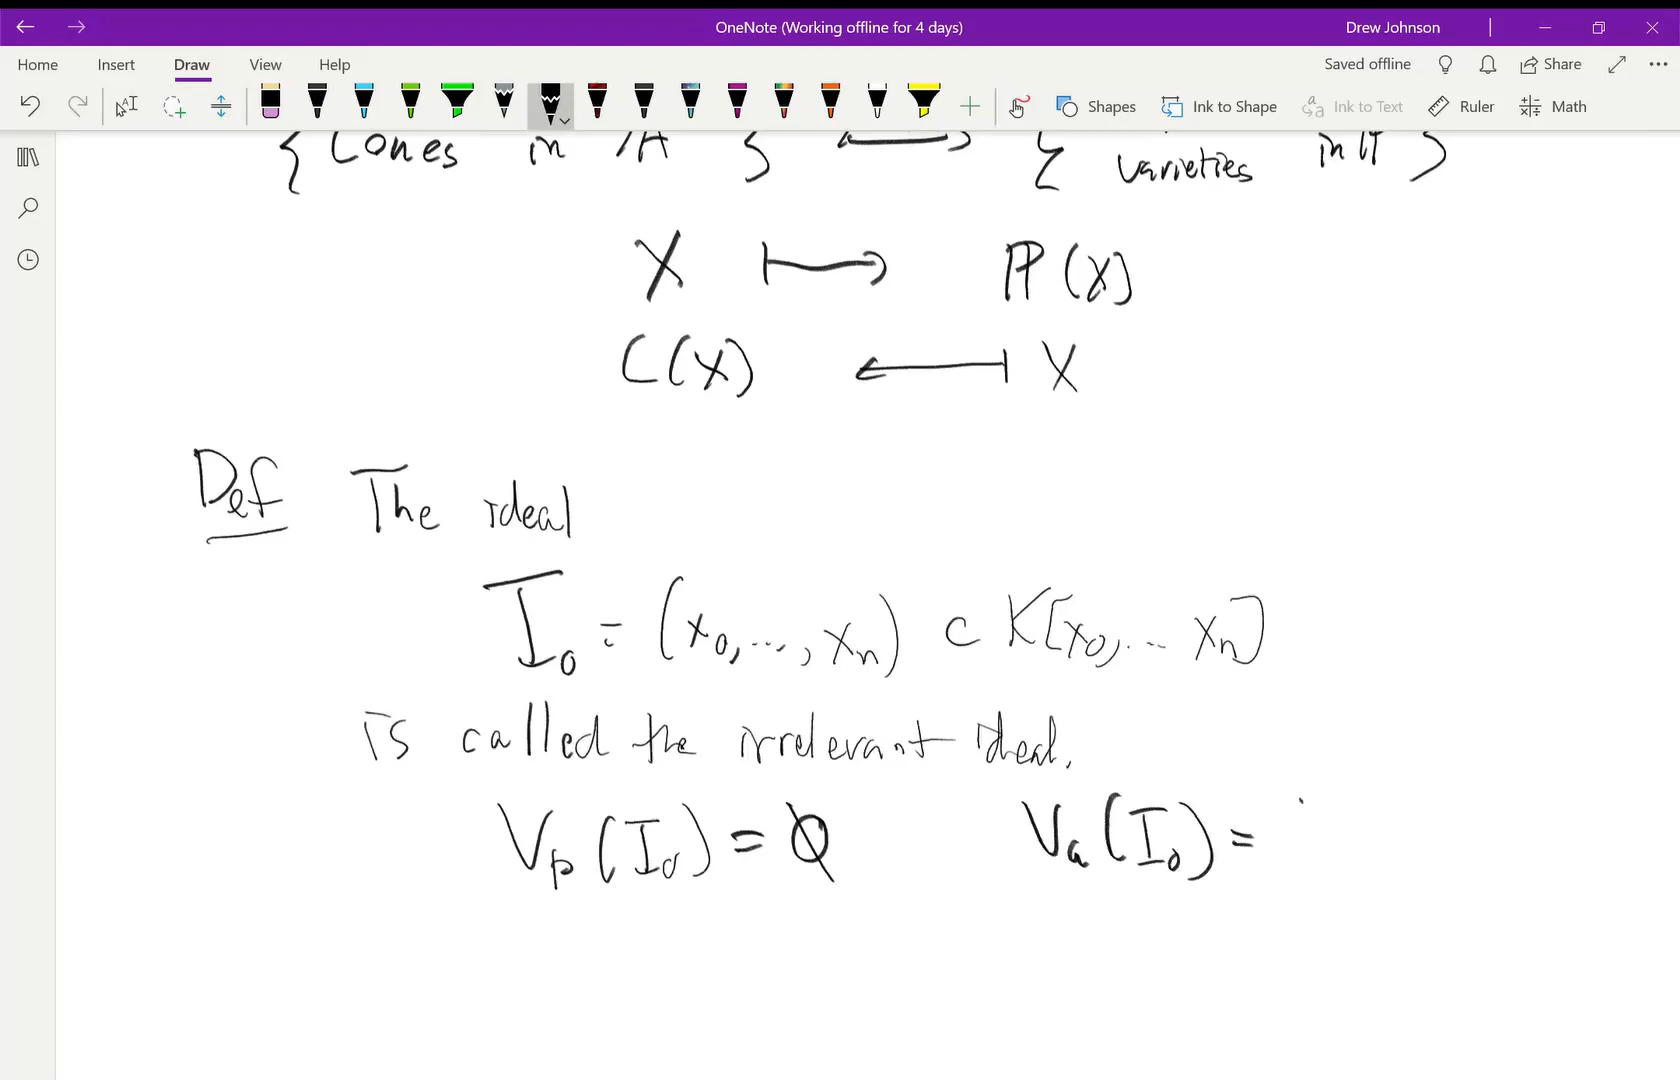 OneNote (Working offline for 4 days) Drew Johnson
Home Insert Draw View Help Saved offline Share
Shapes Ink to Shape Ink to Text Ruler Math
{ Cones in /A } ⟷ { varieties in P }
X ⟼ ℙ(X)
C(X) ⟻ X
Def The ideal
I₀ = (x₀, ..., xₙ) ⊂ K[x₀, ... xₙ]
is called the irrelevant ideal.
Vₚ(I₀) = ∅ Vₐ(I₀) =